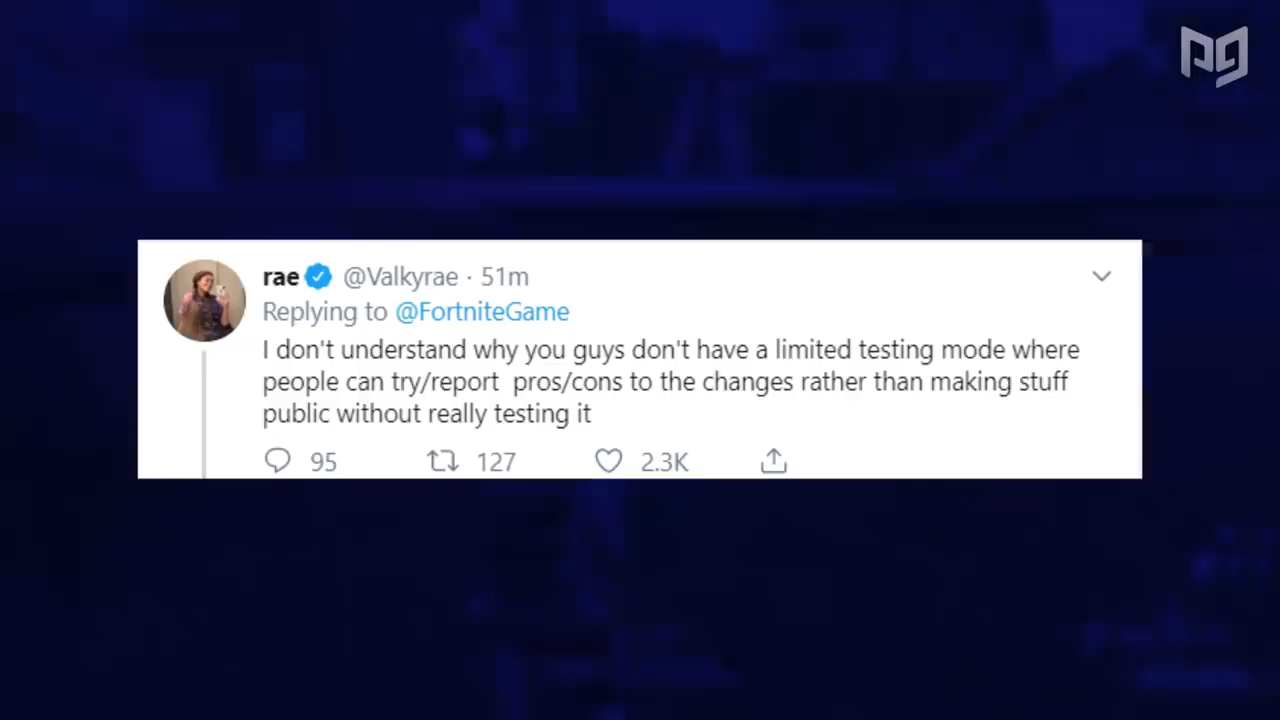 pg
rae @Valkyrae · 51m
Replying to @FortniteGame
I don't understand why you guys don't have a limited testing mode where
people can try/report pros/cons to the changes rather than making stuff
public without really testing it
95 127 2.3K